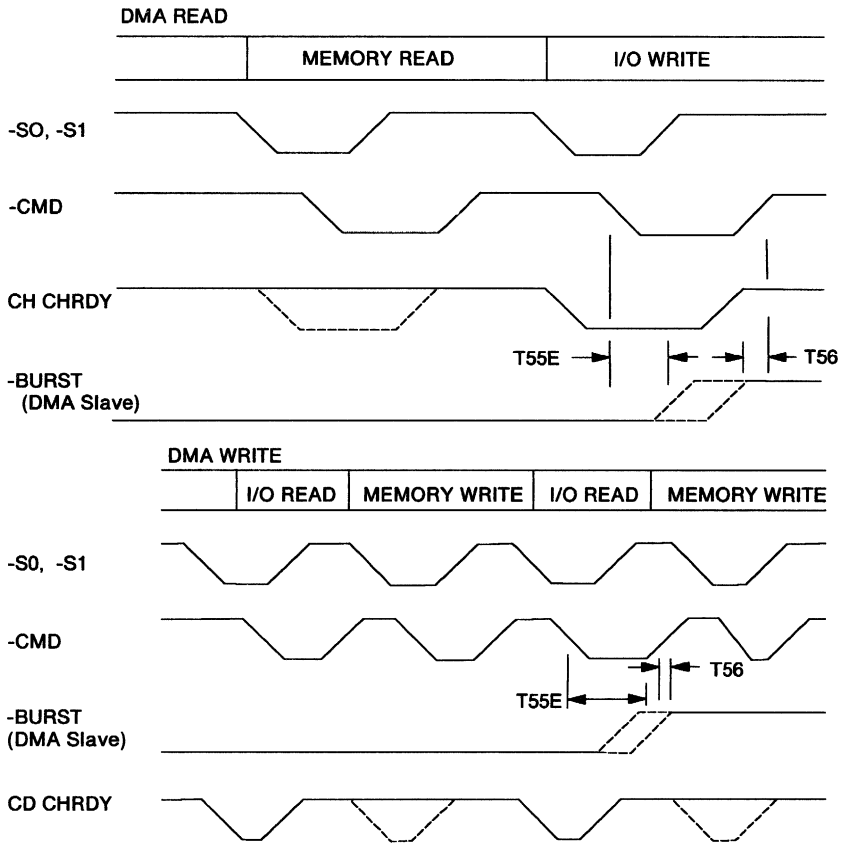 DMA READ
MEMORY READ I/O WRITE
-SO, -S1
-CMD
CH CHRDY
T55E T56
-BURST
(DMA Slave)
DMA WRITE
I/O READ MEMORY WRITE I/O READ MEMORY WRITE
-S0, -S1
-CMD
T56
T55E
-BURST
(DMA Slave)
CD CHRDY